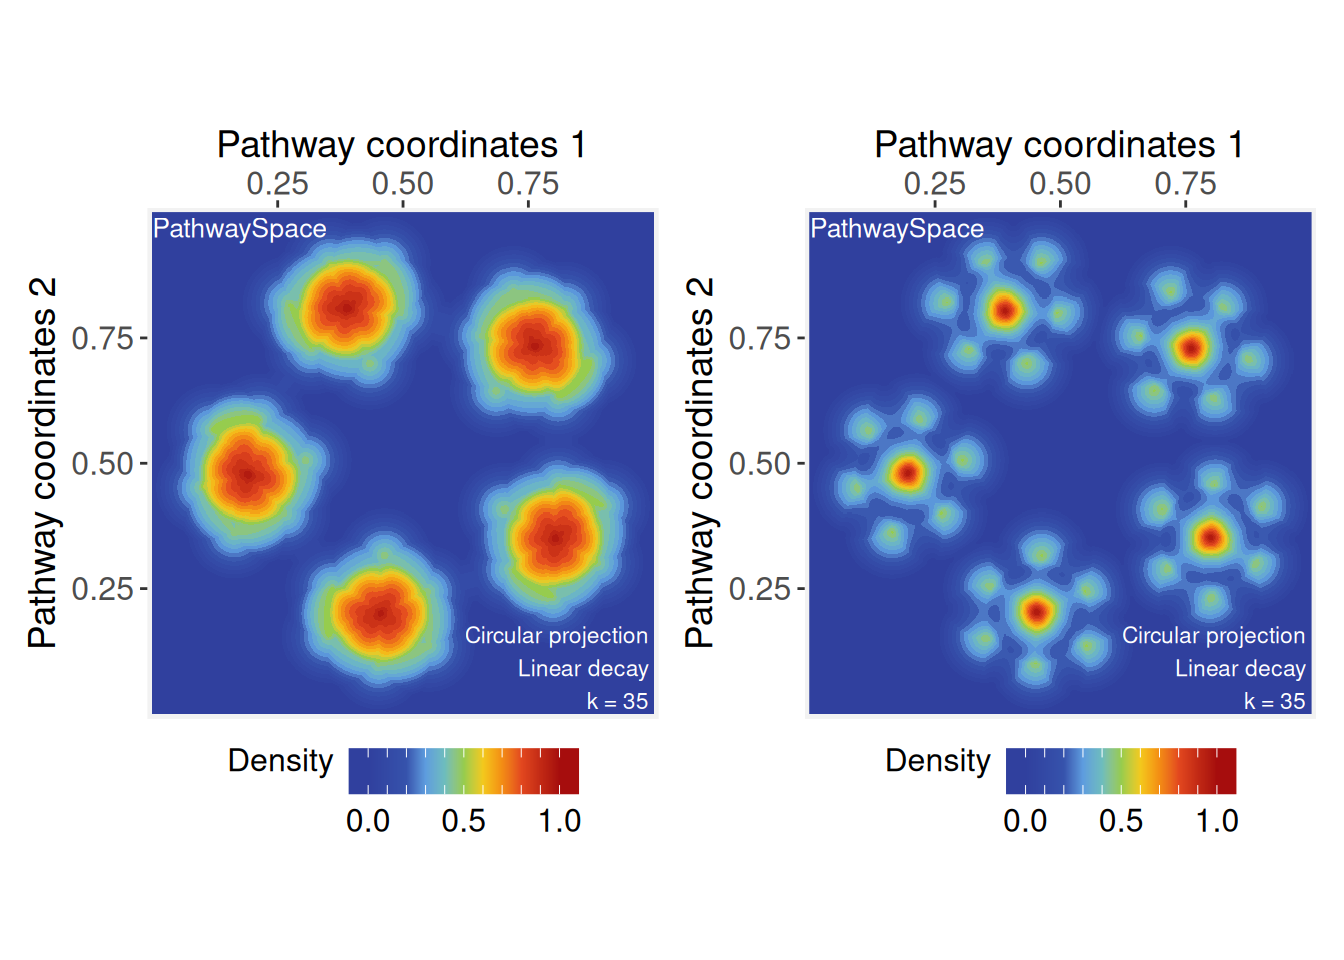 Pathway coordinates 1
0.25 0.50 0.75
PathwaySpace
Pathway coordinates 2
0.75
0.50
0.25
Circular projection
Linear decay
k = 35
Density
0.0 0.5 1.0
Pathway coordinates 1
0.25 0.50 0.75
PathwaySpace
Pathway coordinates 2
0.75
0.50
0.25
Circular projection
Linear decay
k = 35
Density
0.0 0.5 1.0